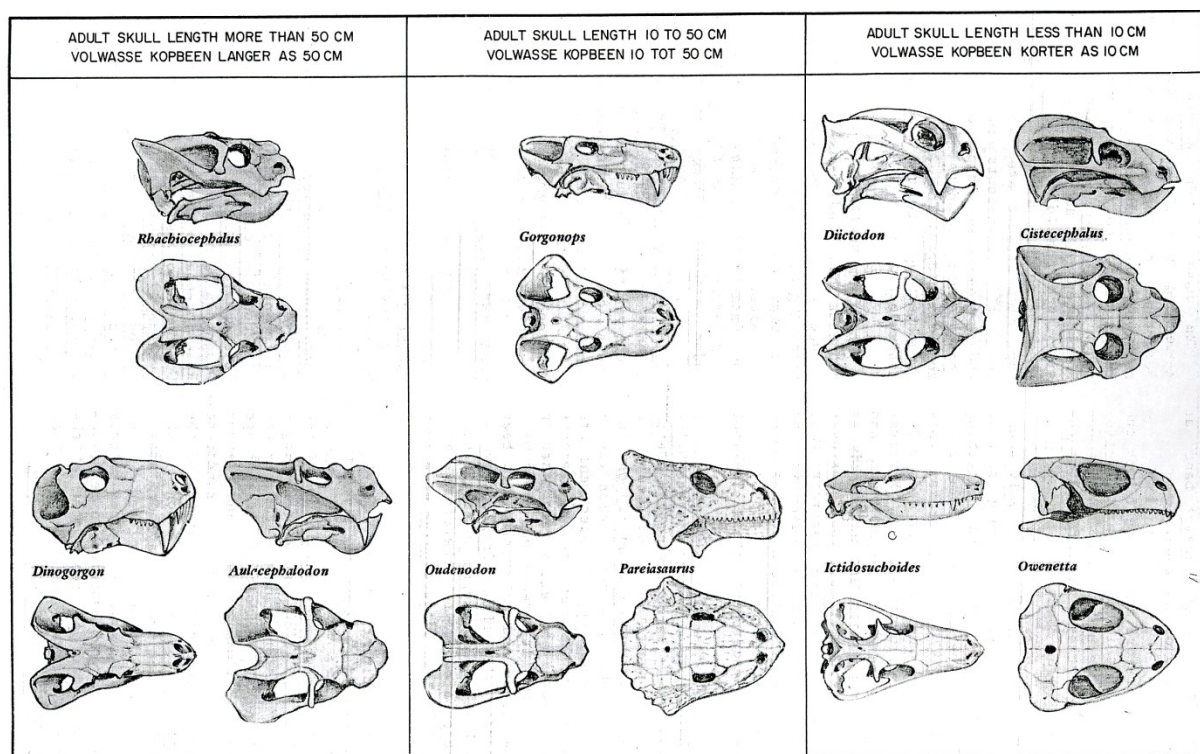 ADULT SKULL LENGTH MORE THAN 50 CM
VOLWASSE KOPBEEN LANGER AS 50 CM
ADULT SKULL LENGTH 10 TO 50 CM
VOLWASSE KOPBEEN 10 TOT 50 CM
ADULT SKULL LENGTH LESS THAN 10 CM
VOLWASSE KOPBEEN KORTER AS 10 CM
Rhachiocephalus
Gorgonops
Diictodon
Cistecephalus
Dinogorgon
Aulacephalodon
Oudenodon
Pareiasaurus
Ictidosuchoides
Owenetta